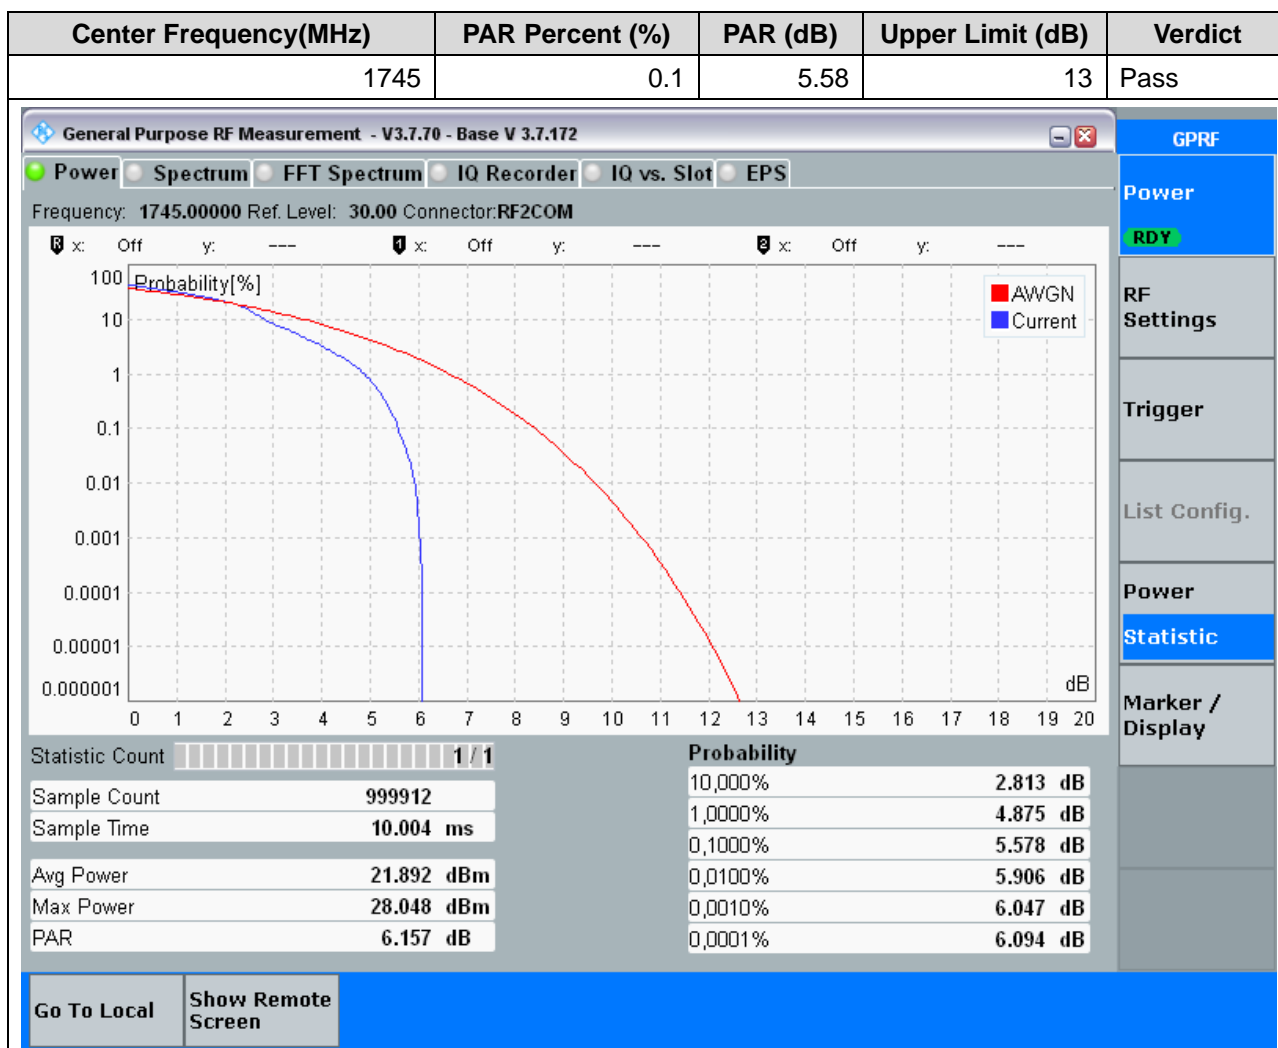 Center Frequency(MHz) PAR Percent (%) PAR (dB) Upper Limit (dB) Verdict
1745 0.1 5.58 13 Pass
General Purpose RF Measurement - V3.7.70 - Base V 3.7.172
GPRF
Power Spectrum FFT Spectrum IQ Recorder IQ vs. Slot EPS
Power
RDY
Frequency: 1745.00000 Ref. Level: 30.00 Connector:RF2COM
R x: Off y: --- 1 x: Off y: --- 2 x: Off y: ---
Probability[%]
AWGN
Current
100
10
1
0.1
0.01
0.001
0.0001
0.00001
0.000001
dB
0 1 2 3 4 5 6 7 8 9 10 11 12 13 14 15 16 17 18 19 20
RF
Settings
Trigger
List Config.
Power
Statistic
Marker /
Display
Statistic Count 1 / 1
Sample Count 999912
Sample Time 10.004 ms
Avg Power 21.892 dBm
Max Power 28.048 dBm
PAR 6.157 dB
Probability
10,000% 2.813 dB
1,0000% 4.875 dB
0,1000% 5.578 dB
0,0100% 5.906 dB
0,0010% 6.047 dB
0,0001% 6.094 dB
Go To Local
Show Remote
Screen